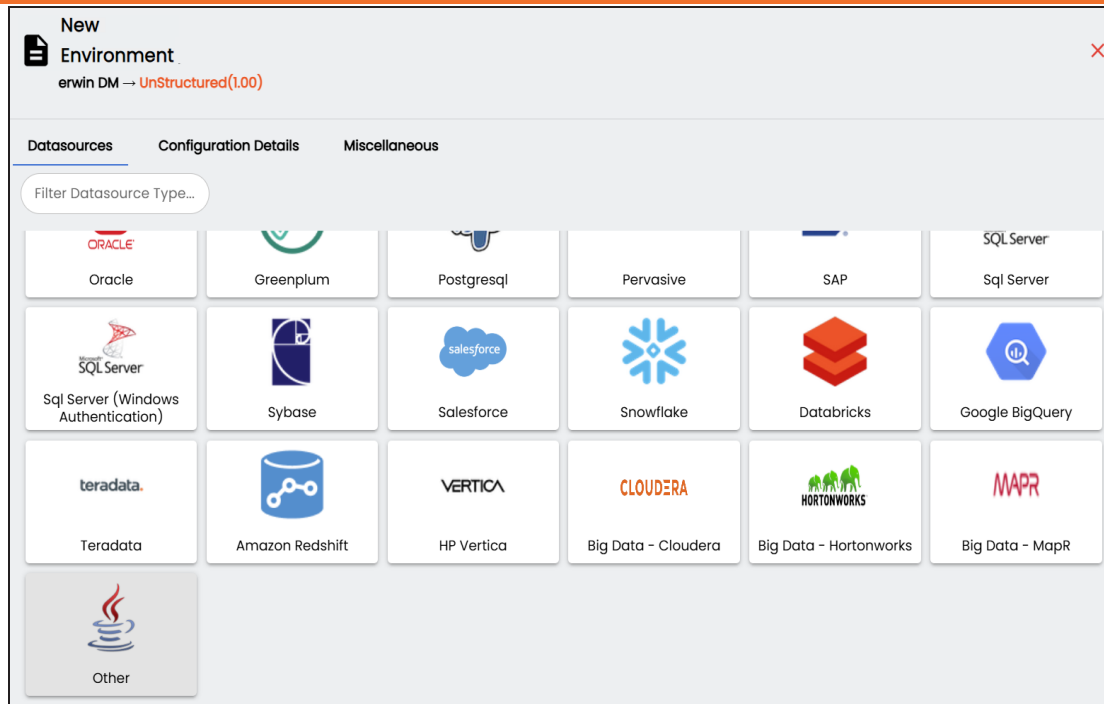 New
Environment
erwin DM → UnStructured(1.00)
Datasources Configuration Details Miscellaneous
Filter Datasource Type...
ORACLE SQL Server
Oracle Greenplum Postgresql Pervasive SAP Sql Server
Microsoft
SQL Server salesforce
Sql Server (Windows
Authentication) Sybase Salesforce Snowflake Databricks Google BigQuery
teradata. VERTICA CLOUDERA HORTONWORKS MAPR
Teradata Amazon Redshift HP Vertica Big Data - Cloudera Big Data - Hortonworks Big Data - MapR
Other